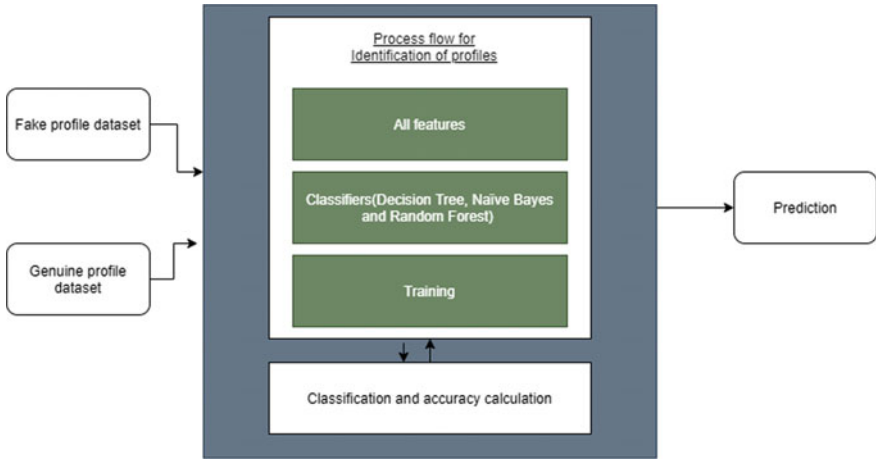 Process flow for
Identification of profiles
Fake profile dataset
All features
Classifiers(Decision Tree, Naïve Bayes
and Random Forest)
Prediction
Genuine profile
dataset
Training
Classification and accuracy calculation